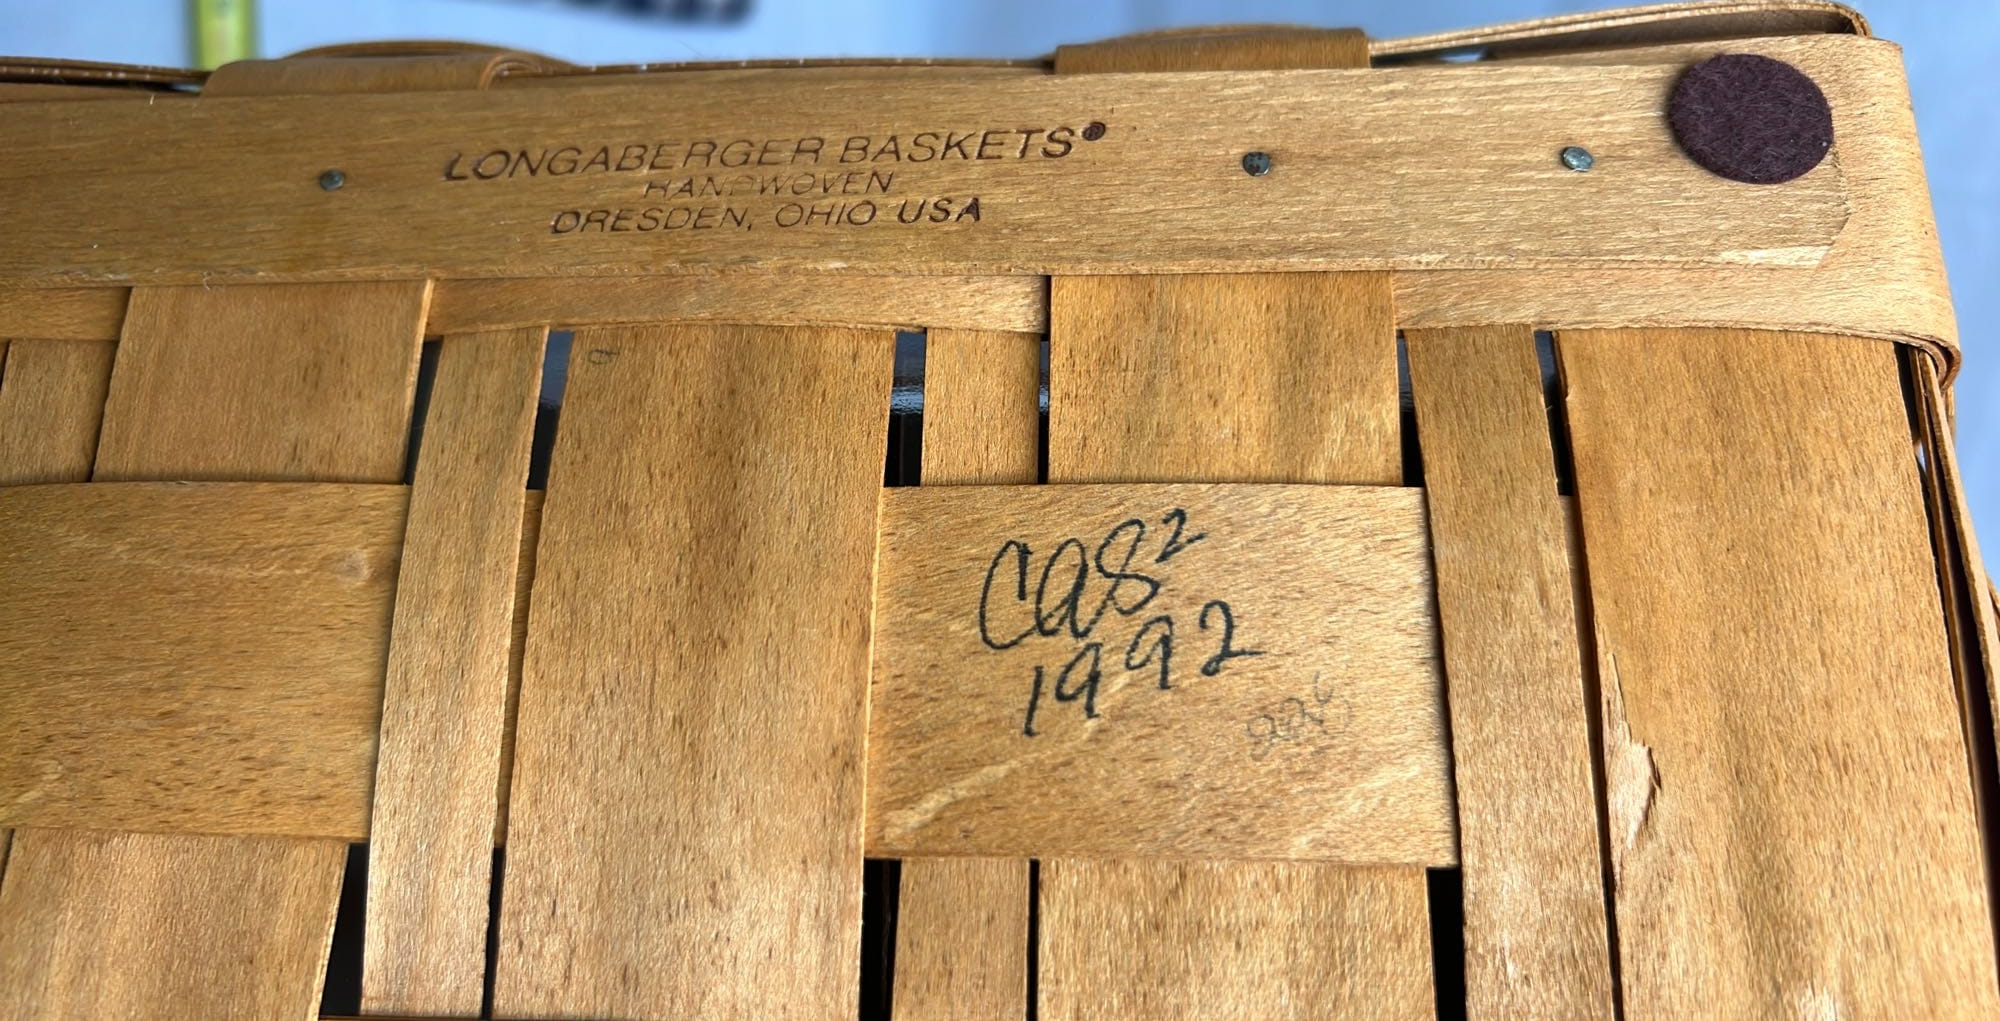 LONGABERGER BASKETS®
HANDWOVEN
DRESDEN, OHIO USA
CAS²
1992